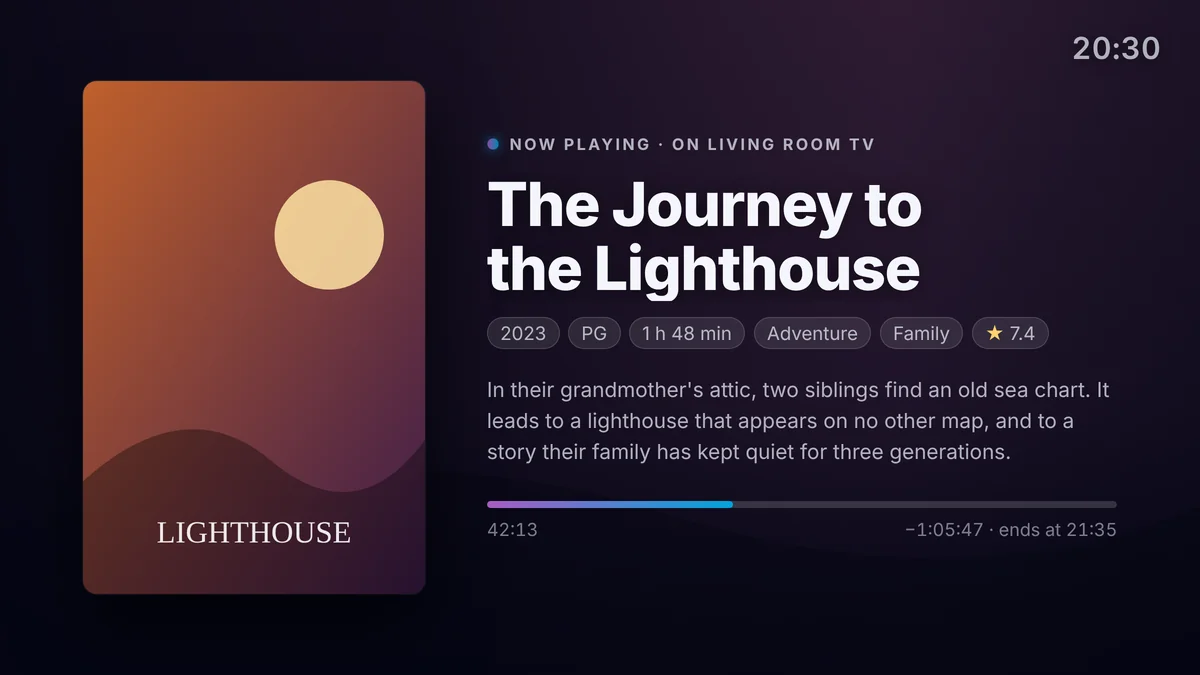 20:30
NOW PLAYING · ON LIVING ROOM TV
The Journey to
the Lighthouse
2023 PG 1 h 48 min Adventure Family ★ 7.4
In their grandmother's attic, two siblings find an old sea chart. It
leads to a lighthouse that appears on no other map, and to a
story their family has kept quiet for three generations.
42:13 −1:05:47 · ends at 21:35
LIGHTHOUSE